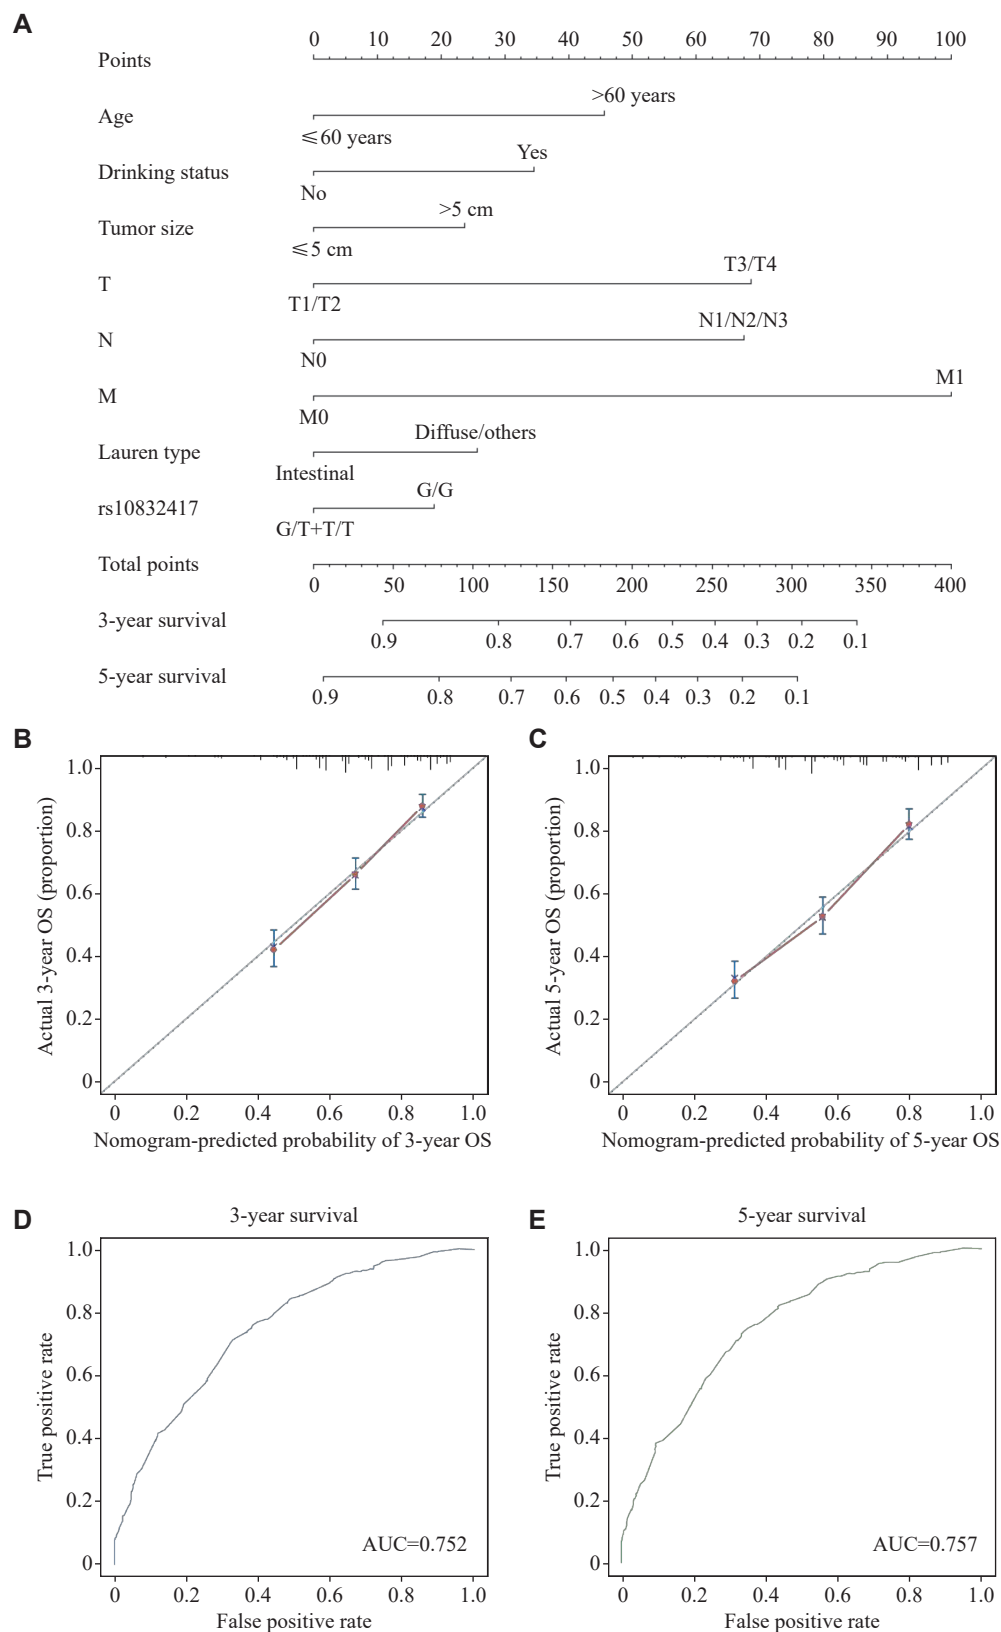 A
Points
0 10 20 30 40 50 60 70 80 90 100
Age
>60 years
≤60 years
Drinking status
Yes
No
Tumor size
>5 cm
≤5 cm
T
T3/T4
T1/T2
N
N1/N2/N3
N0
M
M1
M0
Lauren type
Diffuse/others
Intestinal
rs10832417
G/G
G/T+T/T
Total points
0 50 100 150 200 250 300 350 400
3-year survival
0.9 0.8 0.7 0.6 0.5 0.4 0.3 0.2 0.1
5-year survival
0.9 0.8 0.7 0.6 0.5 0.4 0.3 0.2 0.1
B
Actual 3-year OS (proportion)
1.0
0.8
0.6
0.4
0.2
0
0 0.2 0.4 0.6 0.8 1.0
Nomogram-predicted probability of 3-year OS
C
Actual 5-year OS (proportion)
1.0
0.8
0.6
0.4
0.2
0
0 0.2 0.4 0.6 0.8 1.0
Nomogram-predicted probability of 5-year OS
D
3-year survival
True positive rate
1.0
0.8
0.6
0.4
0.2
0
AUC=0.752
0 0.2 0.4 0.6 0.8 1.0
False positive rate
E
5-year survival
True positive rate
1.0
0.8
0.6
0.4
0.2
0
AUC=0.757
0 0.2 0.4 0.6 0.8 1.0
False positive rate